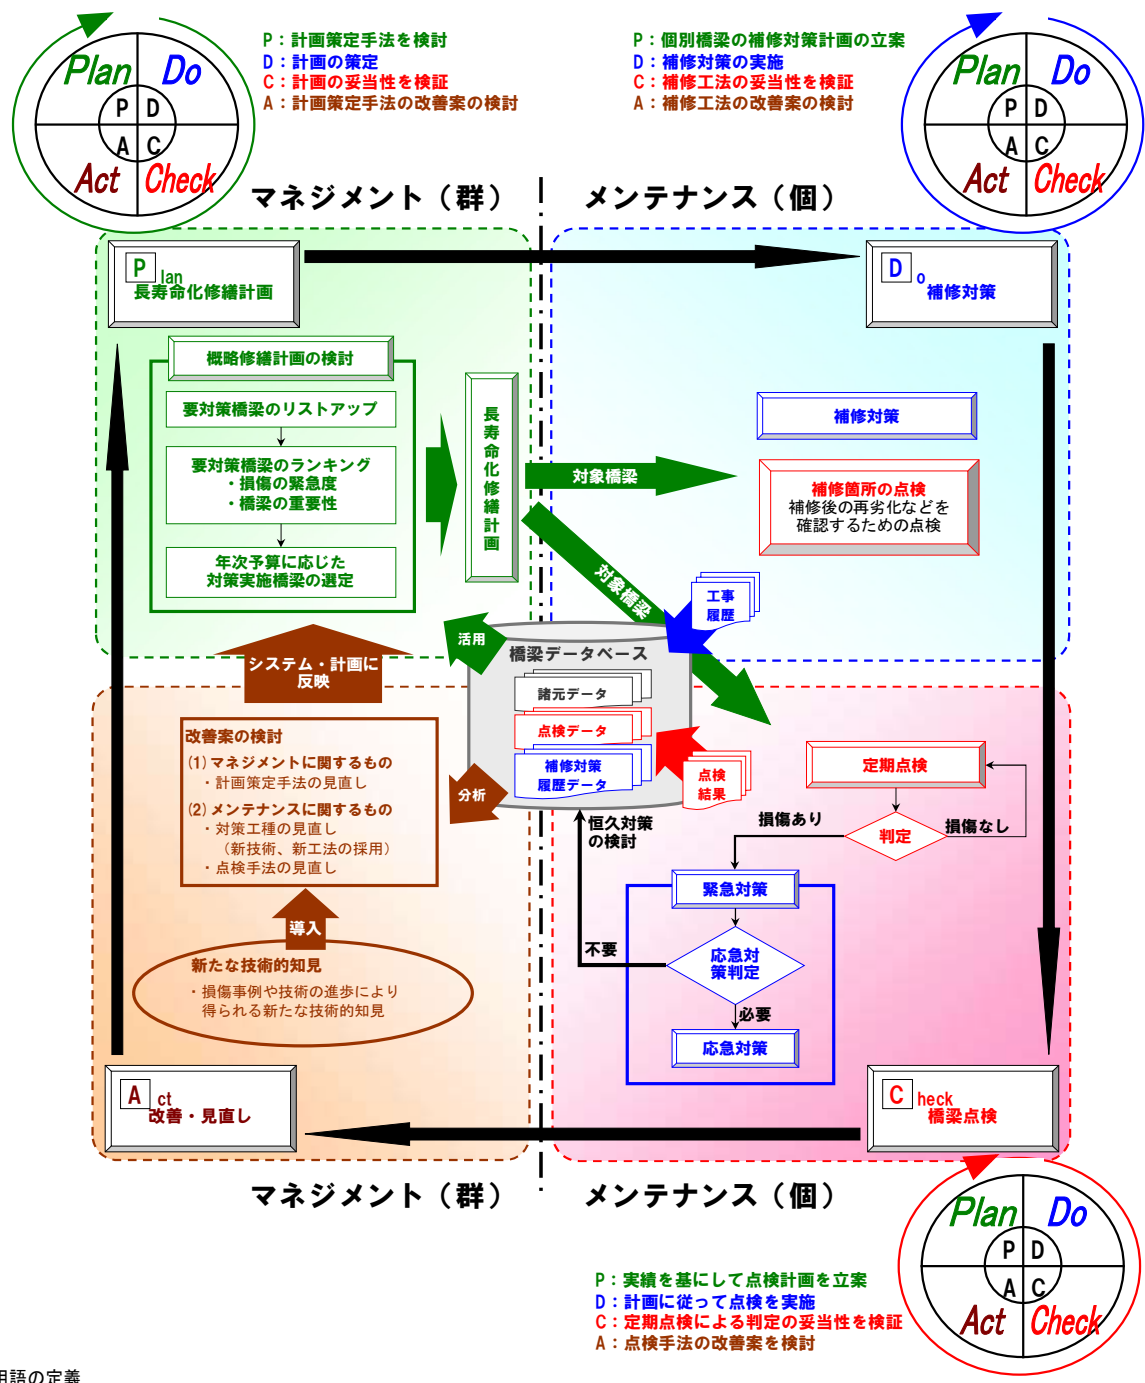 Plan Do
P D
A C
Act Check
P：計画策定手法を検討
D：計画の策定
C：計画の妥当性を検証
A：計画策定手法の改善案の検討
P：個別橋梁の補修対策計画の立案
D：補修対策の実施
C：補修工法の妥当性を検証
A：補修工法の改善案の検討
Plan Do
P D
A C
Act Check
マネジメント（群）
メンテナンス（個）
Plan
長寿命化修繕計画
Do
補修対策
概略修繕計画の検討
要対策橋梁のリストアップ
要対策橋梁のランキング
・損傷の緊急度
・橋梁の重要性
年次予算に応じた
対策実施橋梁の選定
長寿命化修繕計画
対象橋梁
対象橋梁
補修対策
補修箇所の点検
補修後の再劣化などを
確認するための点検
工事
履歴
活用
橋梁データベース
諸元データ
点検データ
補修対策
履歴データ
点検
結果
分析
システム・計画に
反映
改善案の検討
(1)マネジメントに関するもの
・計画策定手法の見直し
(2)メンテナンスに関するもの
・対策工種の見直し
（新技術、新工法の採用）
・点検手法の見直し
導入
新たな技術的知見
・損傷事例や技術の進歩により
得られる新たな技術的知見
定期点検
判定
損傷あり
損傷なし
恒久対策
の検討
緊急対策
応急対
策判定
不要
必要
応急対策
Act
改善・見直し
Check
橋梁点検
マネジメント（群）
メンテナンス（個）
P：実績を基にして点検計画を立案
D：計画に従って点検を実施
C：定期点検による判定の妥当性を検証
A：点検手法の改善案を検討
Plan Do
P D
A C
Act Check
用語の定義